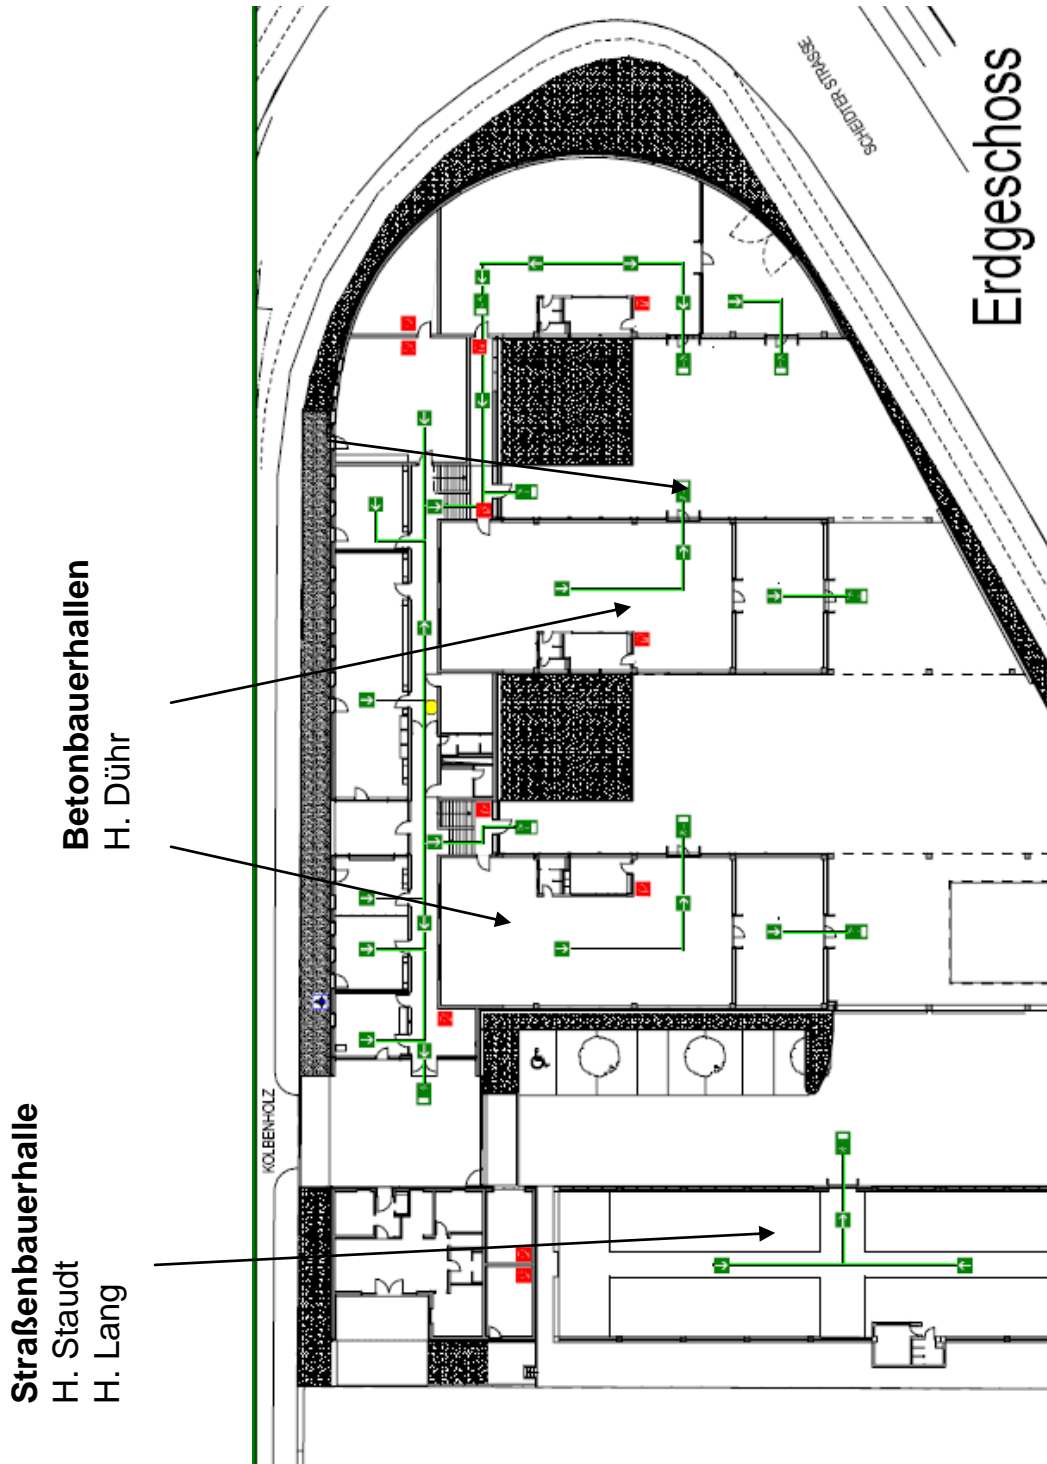 Erdgeschoss
SCHEIDTER STRASSE
Betonbauerhallen
H. Dühr
KOLBENHOLZ
Straßenbauerhalle
H. Staudt
H. Lang